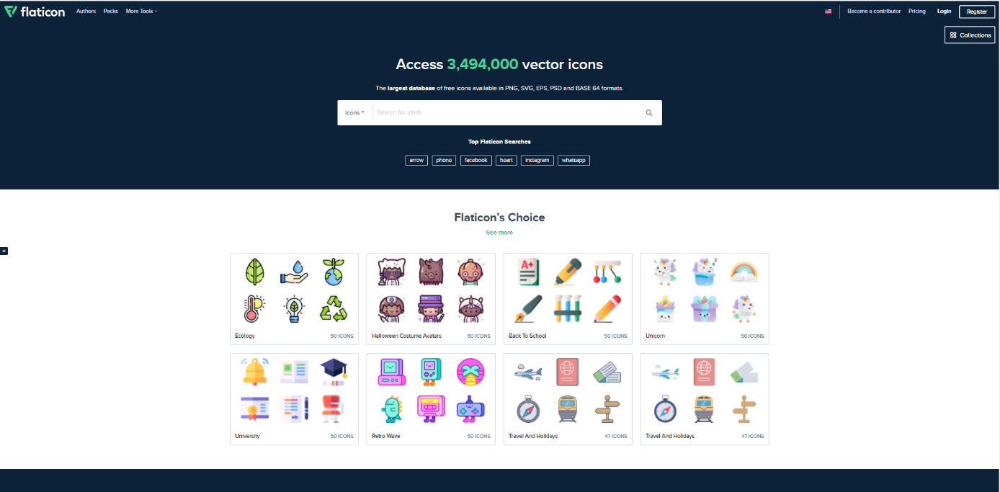 flaticon Authors Packs More Tools Become a contributor Pricing Login Register
Collections
Access 3,494,000 vector icons
The largest database of free icons available in PNG, SVG, EPS, PSD and BASE 64 formats.
Icons Search for icons
Top Flaticon Searches
arrow phone facebook heart instagram whatsapp
Flaticon's Choice
See more
A+
Ecology 50 ICONS Halloween Costume Avatars 50 ICONS Back To School 50 ICONS Unicorn 50 ICONS
University 50 ICONS Retro Wave 50 ICONS Travel And Holidays 47 ICONS Travel And Holidays 47 ICONS